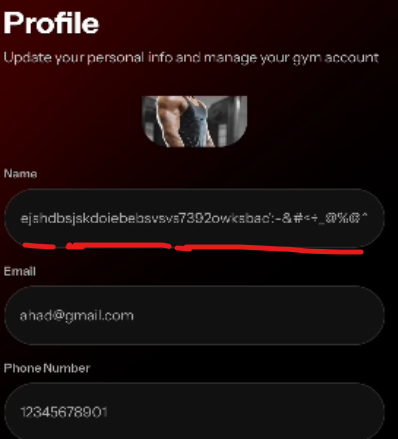 Profile
Update your personal info and manage your gym account
Name
ejshdbsjskdoiebebsvsvs7392owksbac':-&#<÷_@%@^
Email
ahad@gmail.com
Phone Number
12345678901